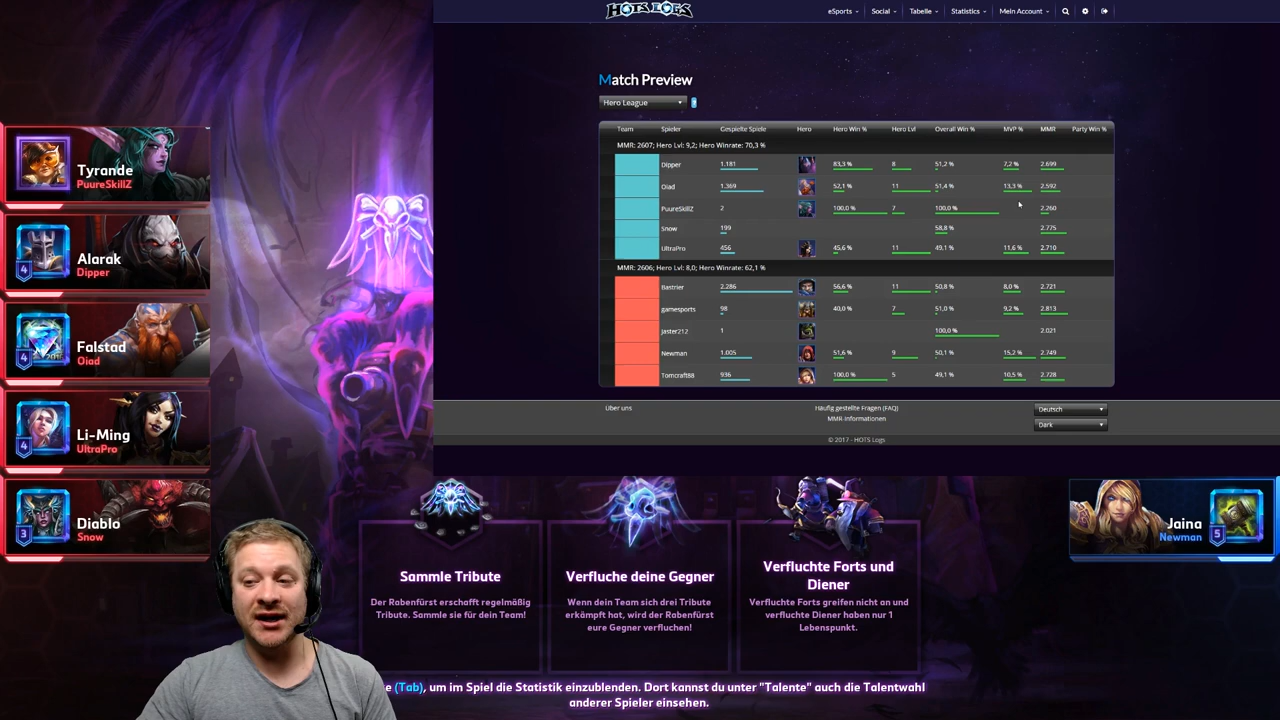 HOTS LOGS
eSports Social Tabelle Statistics Mein Account
Match Preview
Hero League
Team Spieler Gespielte Spiele Hero Hero Win % Hero Lvl Overall Win % MVP % MMR Party Win %
MMR: 2607; Hero Lvl: 9,2; Hero Winrate: 70,3 %
Dipper 1.181 83,3 % 8 51,2 % 7,2 % 2.699
Oiad 1.369 52,1 % 11 51,4 % 13,3 % 2.592
PuureSkillZ 2 100,0 % 7 100,0 % 2.260
Snow 199 58,8 % 2.775
UltraPro 456 45,6 % 11 49,1 % 11,6 % 2.710
MMR: 2606; Hero Lvl: 8,0; Hero Winrate: 62,1 %
Bastrier 2.286 56,6 % 11 50,8 % 8,0 % 2.721
gamesports 98 40,0 % 7 51,0 % 9,2 % 2.813
Jaster212 1 100,0 % 2.021
Newman 1.005 51,6 % 9 50,1 % 15,2 % 2.749
Tomcraft88 936 100,0 % 5 49,1 % 10,5 % 2.728
Über uns
Häufig gestellte Fragen (FAQ)
MMR-Informationen
Deutsch
Dark
© 2017 - HOTS Logs
Tyrande
PuureSkillZ
4
Alarak
Dipper
2016
4
Falstad
Oiad
4
Li-Ming
UltraPro
3
Diablo
Snow
Jaina
Newman
5
Sammle Tribute
Der Rabenfürst erschafft regelmäßig
Tribute. Sammle sie für dein Team!
Verfluche deine Gegner
Wenn dein Team sich drei Tribute
erkämpft hat, wird der Rabenfürst
eure Gegner verfluchen!
Verfluchte Forts und
Diener
Verfluchte Forts greifen nicht an und
verfluchte Diener haben nur 1
Lebenspunkt.
e (Tab), um im Spiel die Statistik einzublenden. Dort kannst du unter "Talente" auch die Talentwahl
anderer Spieler einsehen.